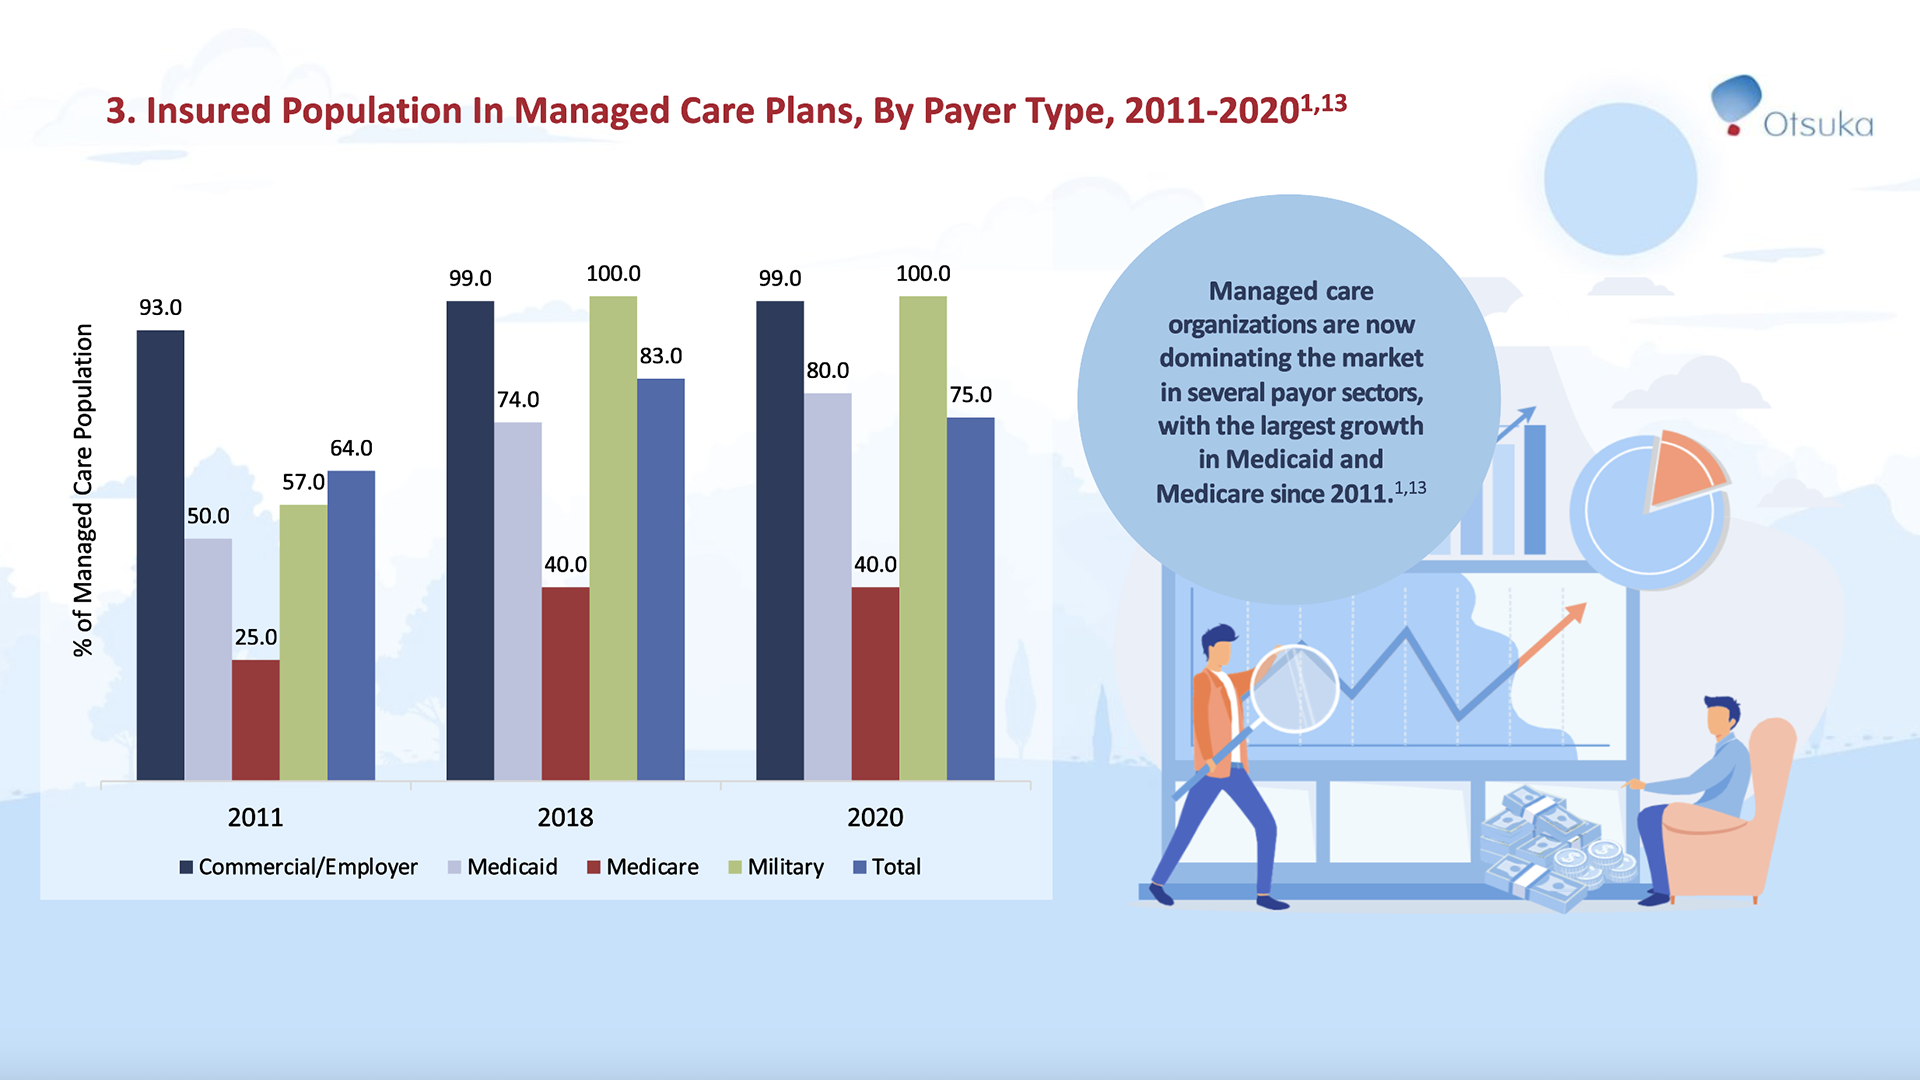 3. Insured Population In Managed Care Plans, By Payer Type, 2011-2020¹,¹³
Otsuka
% of Managed Care Population
93.0
50.0
25.0
57.0
64.0
99.0
74.0
40.0
100.0
83.0
99.0
80.0
40.0
100.0
75.0
2011
2018
2020
Commercial/Employer Medicaid Medicare Military Total
Managed care
organizations are now
dominating the market
in several payor sectors,
with the largest growth
in Medicaid and
Medicare since 2011.¹,¹³